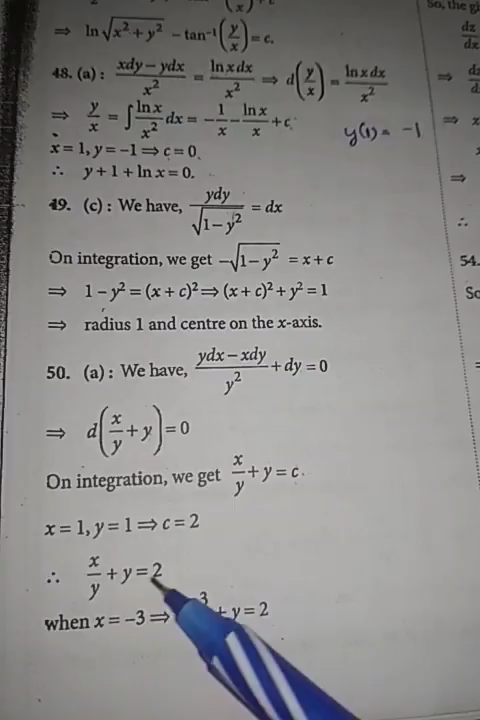 ⇒ ln√(x² + y²) − tan⁻¹(y/x) = c.
48. (a) : (xdy − ydx)/x² = (ln x dx)/x² ⇒ d(y/x) = (ln x dx)/x²
⇒ y/x = ∫ (ln x)/x² dx = − 1/x − (ln x)/x + c
y(1) = −1
x = 1, y = −1 ⇒ c = 0.
∴ y + 1 + ln x = 0.
49. (c) : We have, ydy/√(1 − y²) = dx
On integration, we get −√(1 − y²) = x + c
⇒ 1 − y² = (x + c)² ⇒ (x + c)² + y² = 1
⇒ radius 1 and centre on the x-axis.
50. (a) : We have, (ydx − xdy)/y² + dy = 0
⇒ d(x/y + y) = 0
On integration, we get x/y + y = c.
x = 1, y = 1 ⇒ c = 2
∴ x/y + y = 2
when x = −3 ⇒ 3 + y = 2
So, the
dz
dx
⇒
⇒ x
⇒
∴
54.